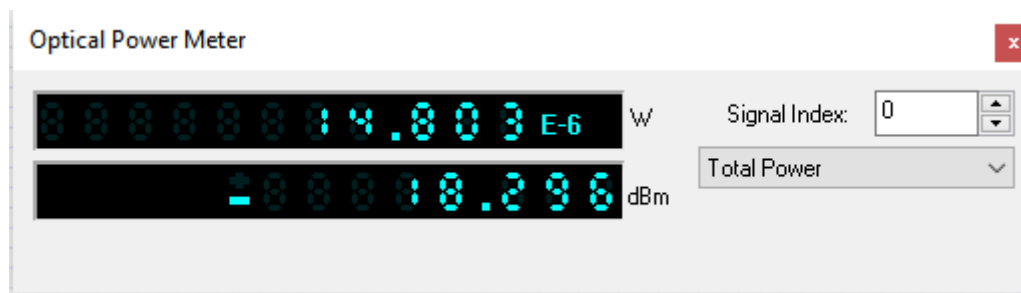 Optical Power Meter
x
14.803 E-6 W
Signal Index: 0
Total Power
- 18.296 dBm